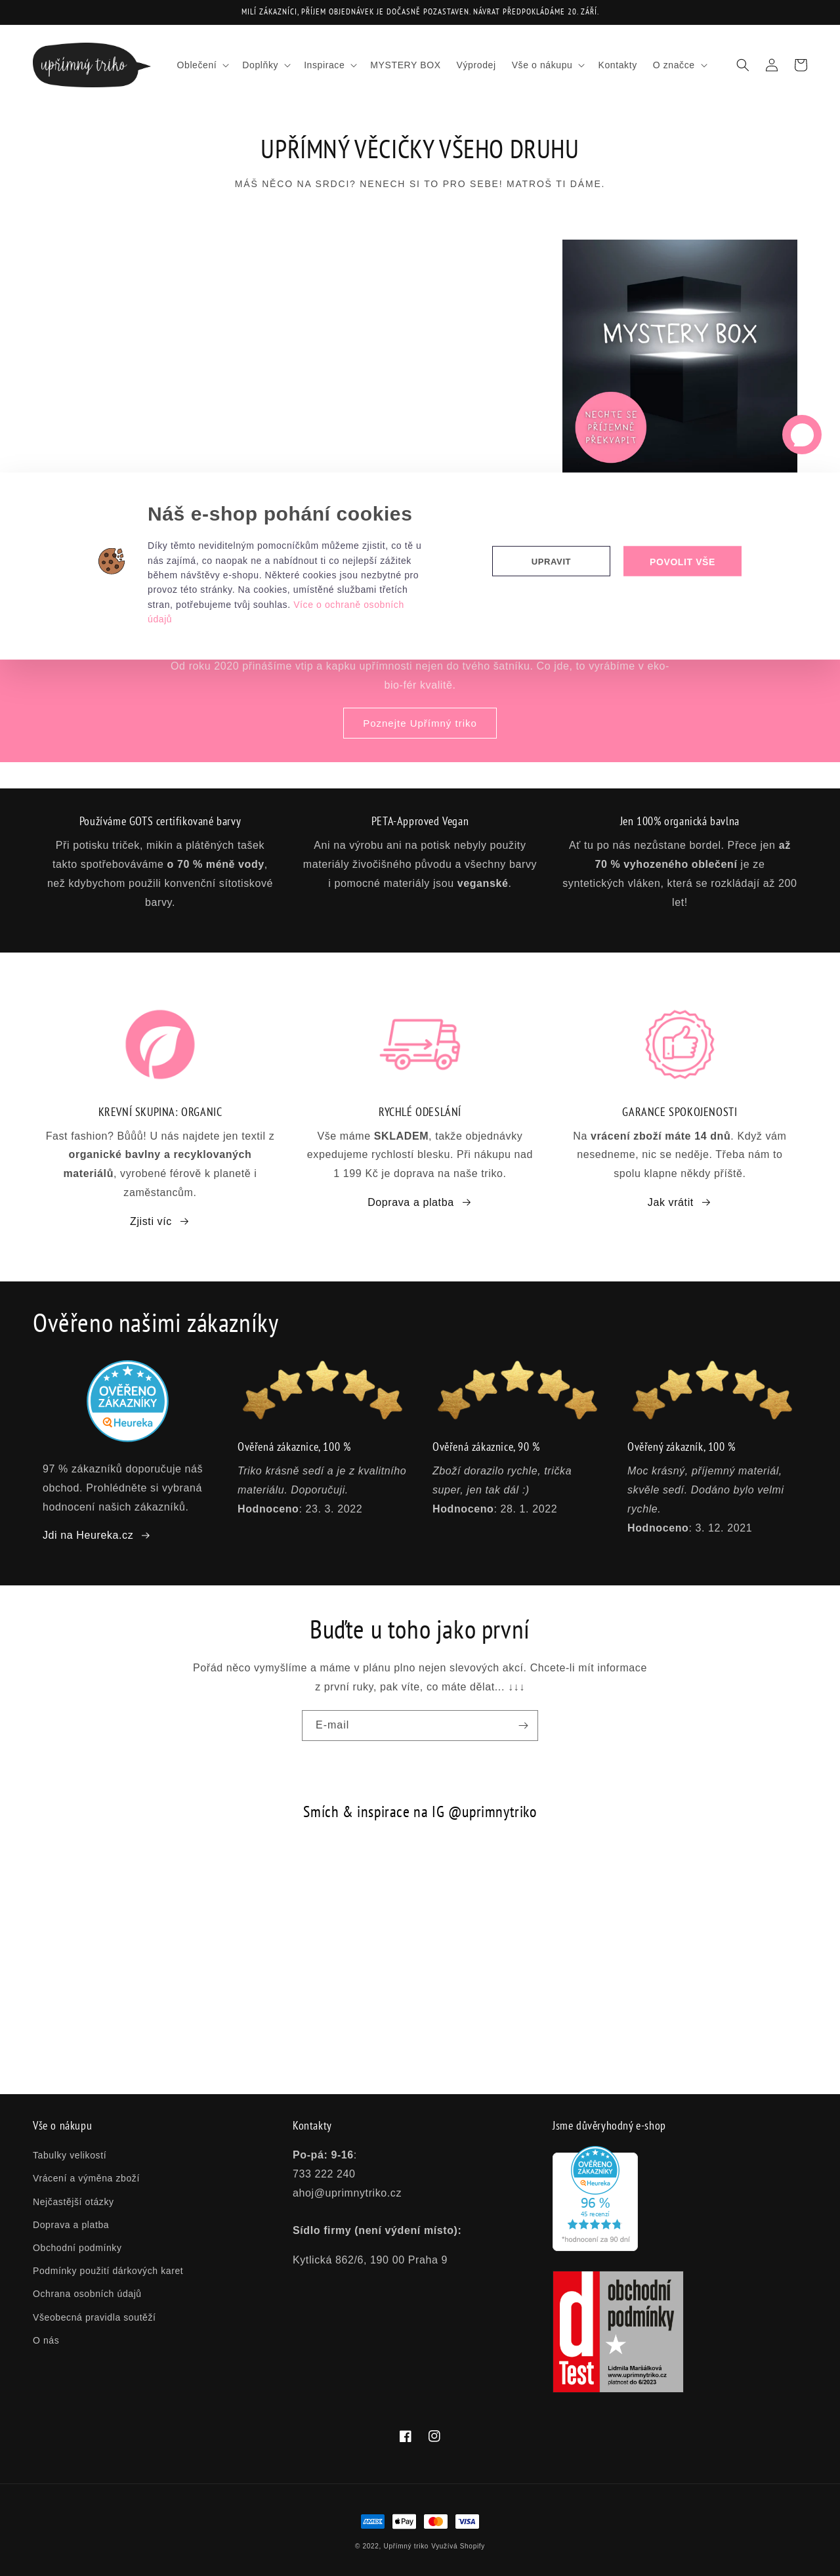 MILÍ ZÁKAZNÍCI, PŘÍJEM OBJEDNÁVEK JE DOČASNĚ POZASTAVEN. NÁVRAT PŘEDPOKLÁDÁME 20. ZÁŘÍ.
upřímný triko
Oblečení Doplňky Inspirace MYSTERY BOX Výprodej Vše o nákupu Kontakty O značce
UPŘÍMNÝ VĚCIČKY VŠEHO DRUHU
MÁŠ NĚCO NA SRDCI? NENECH SI TO PRO SEBE! MATROŠ TI DÁME.
MYSTERY BOX
NECHTE SE
PŘÍJEMNĚ
PŘEKVAPIT
Náš e-shop pohání cookies
Díky těmto neviditelným pomocníčkům můžeme zjistit, co tě u
nás zajímá, co naopak ne a nabídnout ti co nejlepší zážitek
během návštěvy e-shopu. Některé cookies jsou nezbytné pro
provoz této stránky. Na cookies, umístěné službami třetích
stran, potřebujeme tvůj souhlas. Více o ochraně osobních
údajů
UPRAVIT
POVOLIT VŠE
Od roku 2020 přinášíme vtip a kapku upřímnosti nejen do tvého šatníku. Co jde, to vyrábíme v eko-
bio-fér kvalitě.
Poznejte Upřímný triko
Používáme GOTS certifikované barvy
Při potisku triček, mikin a plátěných tašek
takto spotřebováváme o 70 % méně vody,
než kdybychom použili konvenční sítotiskové
barvy.
PETA-Approved Vegan
Ani na výrobu ani na potisk nebyly použity
materiály živočišného původu a všechny barvy
i pomocné materiály jsou veganské.
Jen 100% organická bavlna
Ať tu po nás nezůstane bordel. Přece jen až
70 % vyhozeného oblečení je ze
syntetických vláken, která se rozkládají až 200
let!
KREVNÍ SKUPINA: ORGANIC
Fast fashion? Bůůů! U nás najdete jen textil z
organické bavlny a recyklovaných
materiálů, vyrobené férově k planetě i
zaměstancům.
Zjisti víc →
RYCHLÉ ODESLÁNÍ
Vše máme SKLADEM, takže objednávky
expedujeme rychlostí blesku. Při nákupu nad
1 199 Kč je doprava na naše triko.
Doprava a platba →
GARANCE SPOKOJENOSTI
Na vrácení zboží máte 14 dnů. Když vám
nesedneme, nic se neděje. Třeba nám to
spolu klapne někdy příště.
Jak vrátit →
Ověřeno našimi zákazníky
OVĚŘENO
ZÁKAZNÍKY
Heureka!
97 % zákazníků doporučuje náš
obchod. Prohlédněte si vybraná
hodnocení našich zákazníků.
Jdi na Heureka.cz →
Ověřená zákaznice, 100 %
Triko krásně sedí a je z kvalitního
materiálu. Doporučuji.
Hodnoceno: 23. 3. 2022
Ověřená zákaznice, 90 %
Zboží dorazilo rychle, trička
super, jen tak dál :)
Hodnoceno: 28. 1. 2022
Ověřený zákazník, 100 %
Moc krásný, příjemný materiál,
skvěle sedí. Dodáno bylo velmi
rychle.
Hodnoceno: 3. 12. 2021
Buďte u toho jako první
Pořád něco vymyšlíme a máme v plánu plno nejen slevových akcí. Chcete-li mít informace
z první ruky, pak víte, co máte dělat... ↓↓↓
E-mail
Smích & inspirace na IG @uprimnytriko
Vše o nákupu
Tabulky velikostí
Vrácení a výměna zboží
Nejčastější otázky
Doprava a platba
Obchodní podmínky
Podmínky použití dárkových karet
Ochrana osobních údajů
Všeobecná pravidla soutěží
O nás
Kontakty
Po-pá: 9-16:
733 222 240
ahoj@uprimnytriko.cz
Sídlo firmy (není výdení místo):
Kytlická 862/6, 190 00 Praha 9
Jsme důvěryhodný e-shop
OVĚŘENO
ZÁKAZNÍKY
Heureka!
96 %
45 recenzí
*hodnocení za 90 dní
dTest
obchodní
podmínky
Lidmila Maršálková
www.uprimnytriko.cz
platnost do 6/2023
AMEX Pay VISA
© 2022, Upřímný triko Využívá Shopify